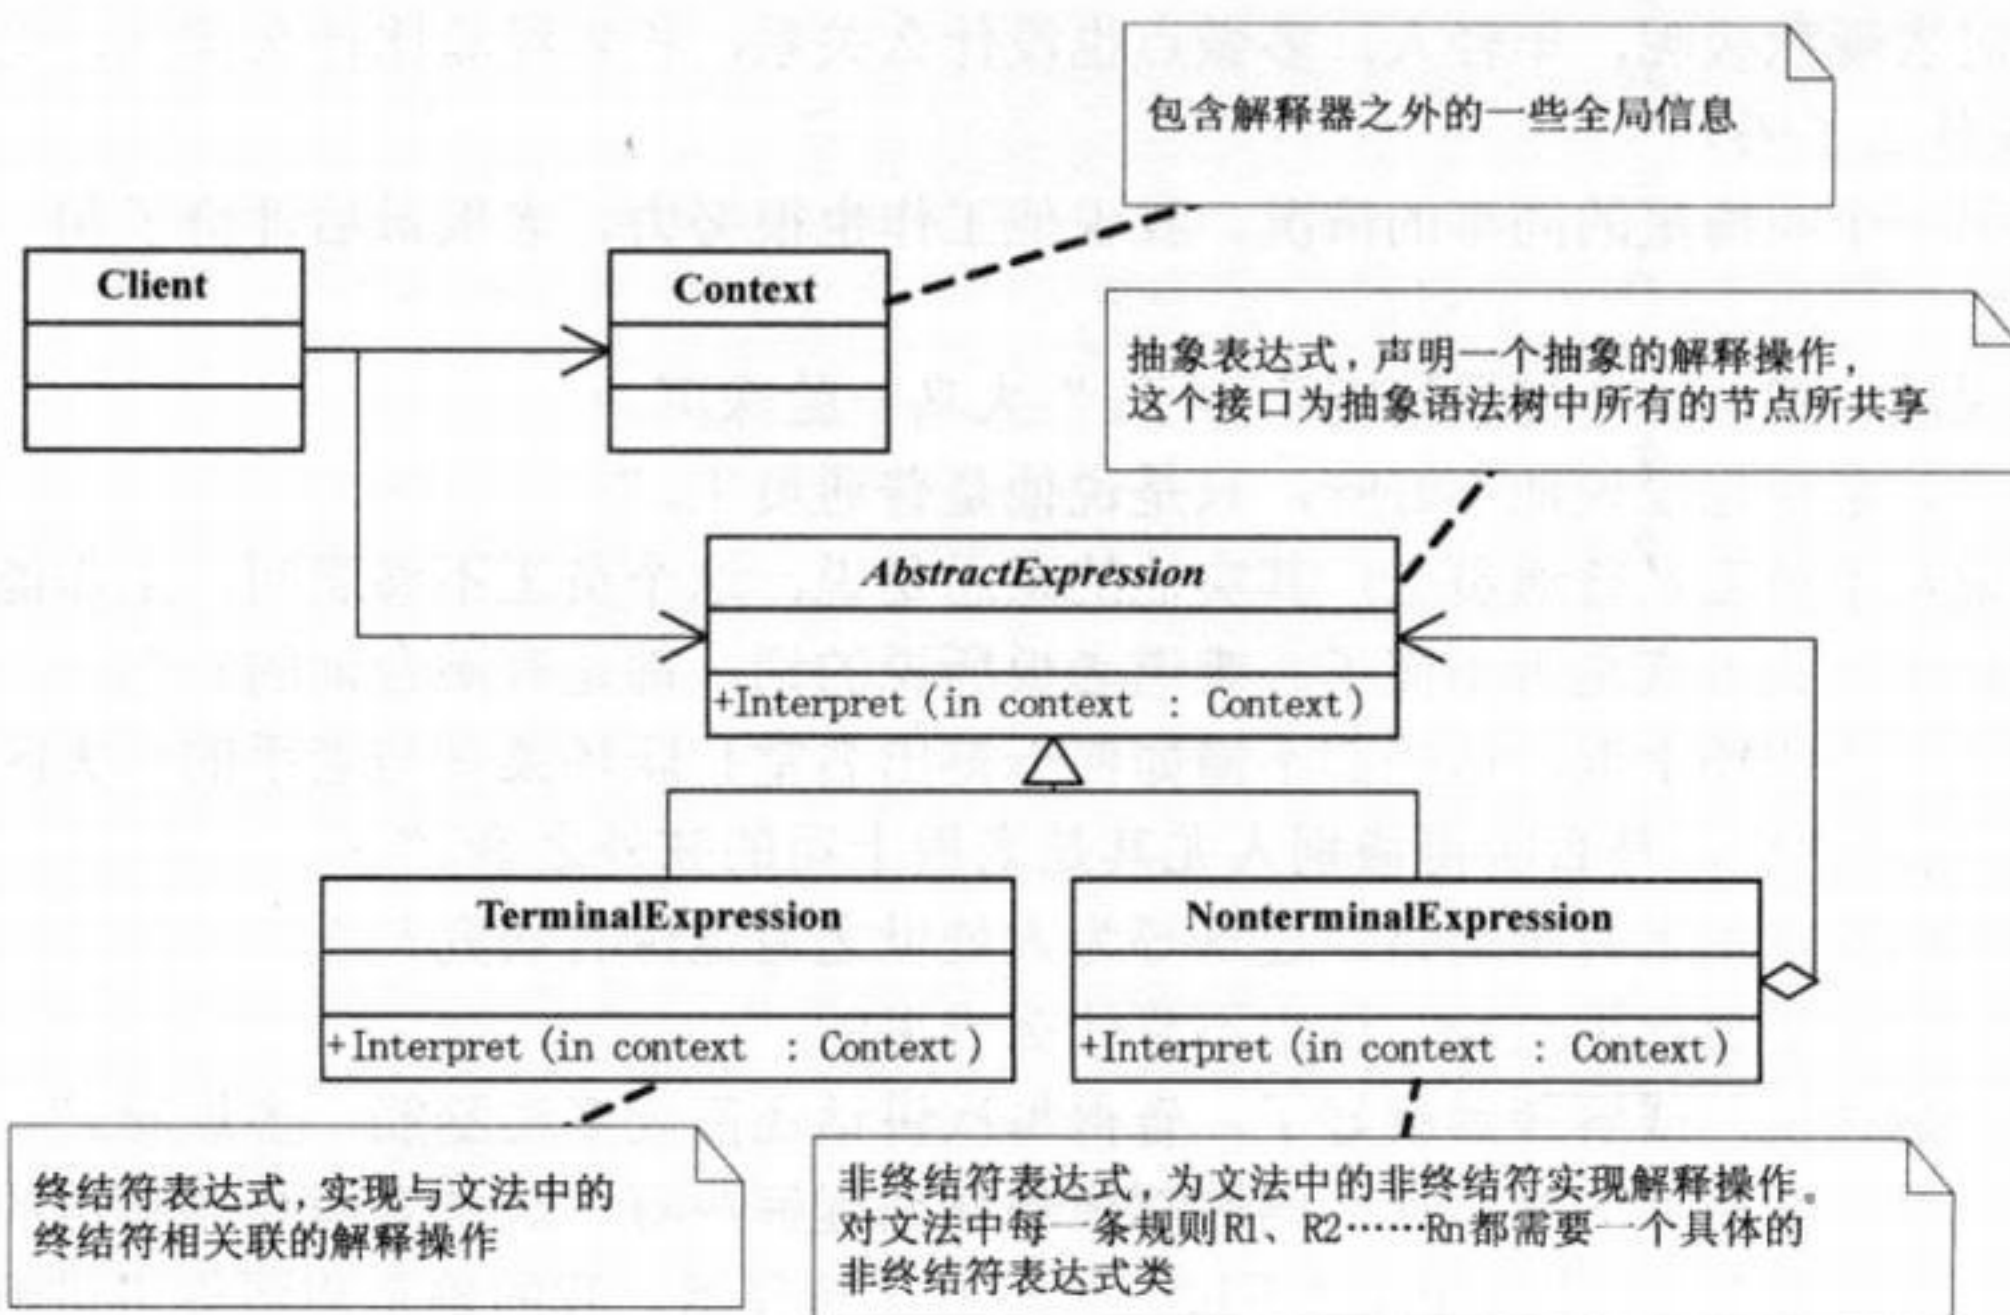 包含解释器之外的一些全局信息
Client
Context
抽象表达式，声明一个抽象的解释操作，
这个接口为抽象语法树中所有的节点所共享
AbstractExpression
+Interpret(in context : Context)
TerminalExpression
NonterminalExpression
+Interpret(in context : Context)
+Interpret(in context : Context)
终结符表达式，实现与文法中的
终结符相关联的解释操作
非终结符表达式，为文法中的非终结符实现解释操作。
对文法中每一条规则R1、R2……Rn都需要一个具体的
非终结符表达式类